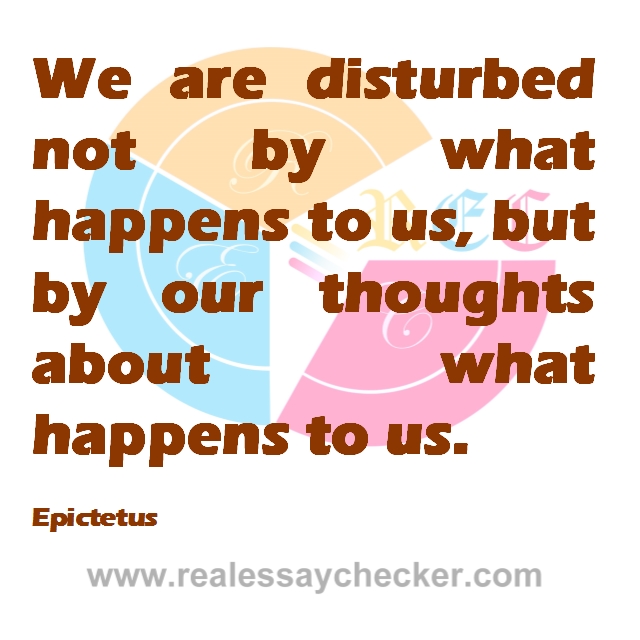 We are disturbed
not by what
happens to us, but
by our thoughts
about what
happens to us.
Epictetus
www.realessaychecker.com
R
E
C
REC